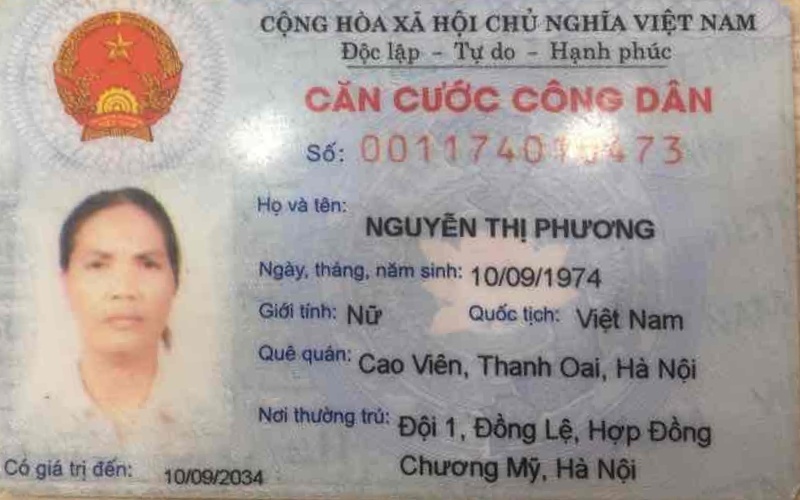 CỘNG HÒA XÃ HỘI CHỦ NGHĨA VIỆT NAM
Độc lập - Tự do - Hạnh phúc
CĂN CƯỚC CÔNG DÂN
Số:
Họ và tên:
NGUYỄN THỊ PHƯƠNG
Ngày, tháng, năm sinh: 10/09/1974
Giới tính: Nữ Quốc tịch: Việt Nam
Quê quán: Cao Viên, Thanh Oai, Hà Nội
Nơi thường trú: Đội 1, Đồng Lệ, Hợp Đồng
Chương Mỹ, Hà Nội
Có giá trị đến: 10/09/2034